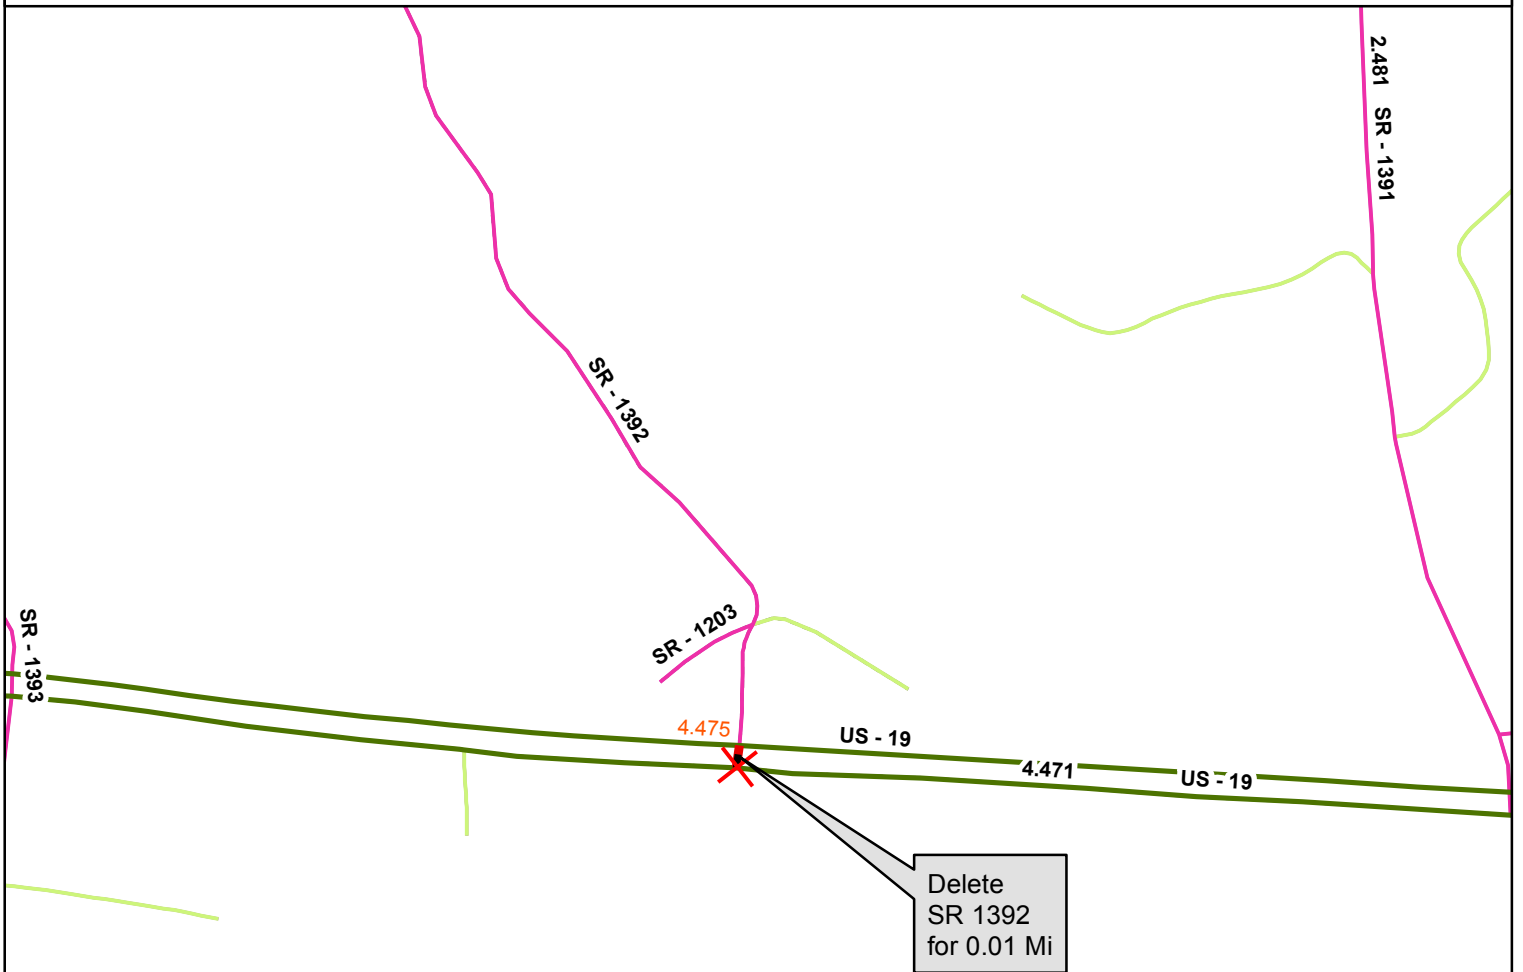 2.481 SR - 1391
SR - 1392
SR - 1203
SR - 1393
4.475
US - 19
4.471
US - 19
Delete
SR 1392
for 0.01 Mi